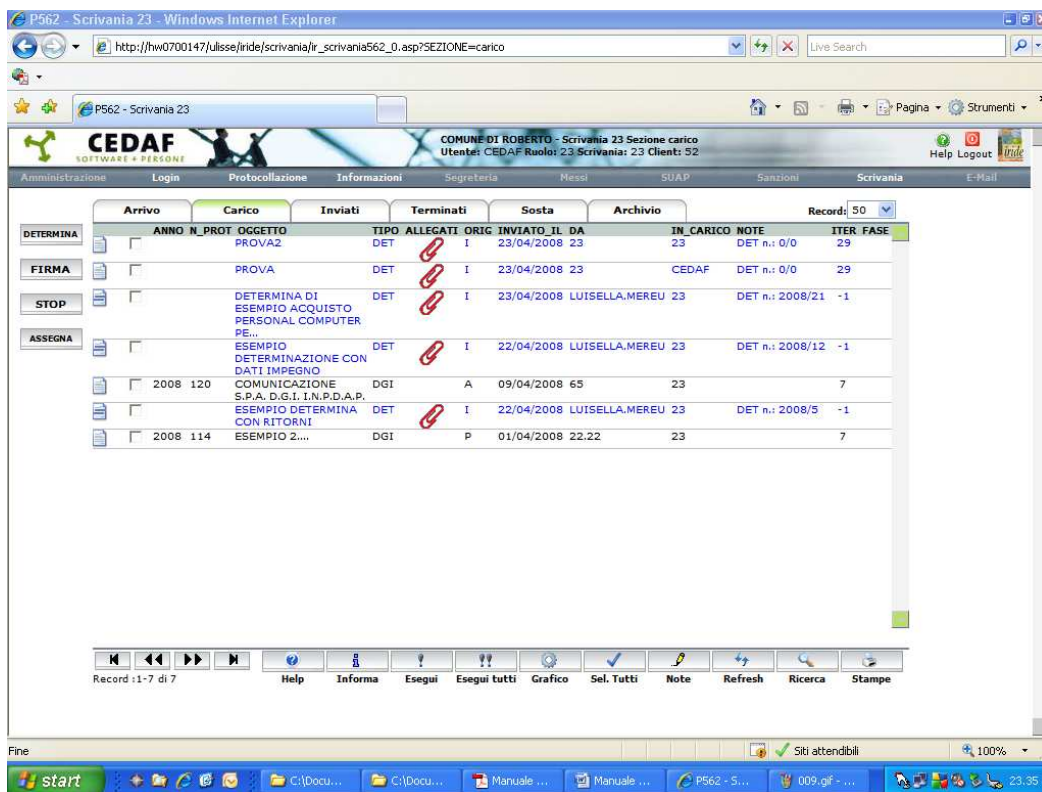 P562 - Scrivania 23 - Windows Internet Explorer
http://hw0700147/ulisse/iride/scrivania/ir_scrivania562_0.asp?SEZIONE=carico
Live Search
P562 - Scrivania 23
Pagina
Strumenti
CEDAF
SOFTWARE + PERSONE
COMUNE DI ROBERTO - Scrivania 23 Sezione carico
Utente: CEDAF Ruolo: 23 Scrivania: 23 Client: 52
Help Logout iride
Amministrazione Login Protocollazione Informazioni Segreteria Messi SUAP Sanzioni Scrivania E-Mail
Arrivo Carico Inviati Terminati Sosta Archivio Record: 50
DETERMINA
FIRMA
STOP
ASSEGNA
ANNO N_PROT OGGETTO TIPO ALLEGATI ORIG INVIATO_IL DA IN_CARICO NOTE ITER FASE
PROVA2 DET I 23/04/2008 23 23 DET n.: 0/0 29
PROVA DET I 23/04/2008 23 CEDAF DET n.: 0/0 29
DETERMINA DI DET I 23/04/2008 LUISELLA.MEREU 23 DET n.: 2008/21 -1
ESEMPIO ACQUISTO
PERSONAL COMPUTER
PE...
ESEMPIO DET I 22/04/2008 LUISELLA.MEREU 23 DET n.: 2008/12 -1
DETERMINAZIONE CON
DATI IMPEGNO
2008 120 COMUNICAZIONE DGI A 09/04/2008 65 23 7
S.P.A. D.G.I. I.N.P.D.A.P.
ESEMPIO DETERMINA DET I 22/04/2008 LUISELLA.MEREU 23 DET n.: 2008/5 -1
CON RITORNI
2008 114 ESEMPIO 2.... DGI P 01/04/2008 22.22 23 7
Record :1-7 di 7
Help Informa Esegui Esegui tutti Grafico Sel. Tutti Note Refresh Ricerca Stampe
Fine
Siti attendibili
100%
start
C:\Docu...
C:\Docu...
Manuale ...
Manuale ...
P562 - S...
009.gif - ...
23.35